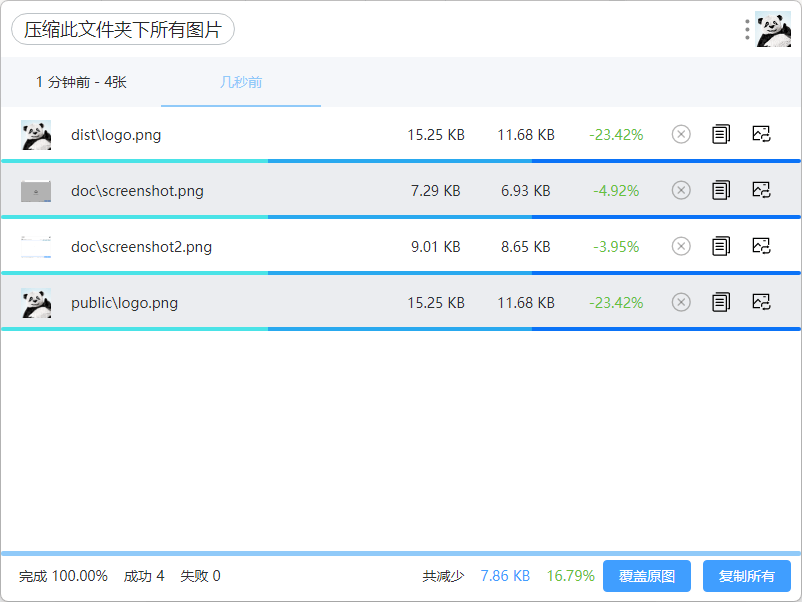 压缩此文件夹下所有图片
1 分钟前 - 4张 几秒前
dist\logo.png 15.25 KB 11.68 KB -23.42%
doc\screenshot.png 7.29 KB 6.93 KB -4.92%
doc\screenshot2.png 9.01 KB 8.65 KB -3.95%
public\logo.png 15.25 KB 11.68 KB -23.42%
完成 100.00% 成功 4 失败 0 共减少 7.86 KB 16.79% 覆盖原图 复制所有